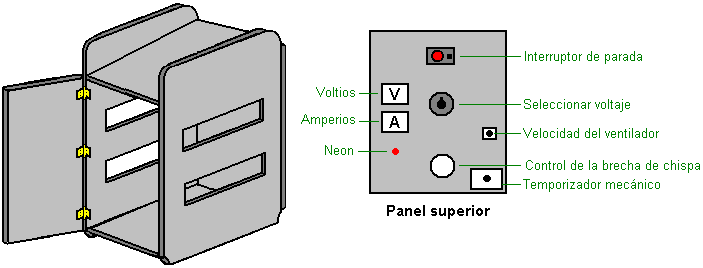 Interruptor de parada
Voltios
V
Seleccionar voltaje
Amperios
A
Velocidad del ventilador
Neon
Control de la brecha de chispa
Temporizador mecánico
Panel superior